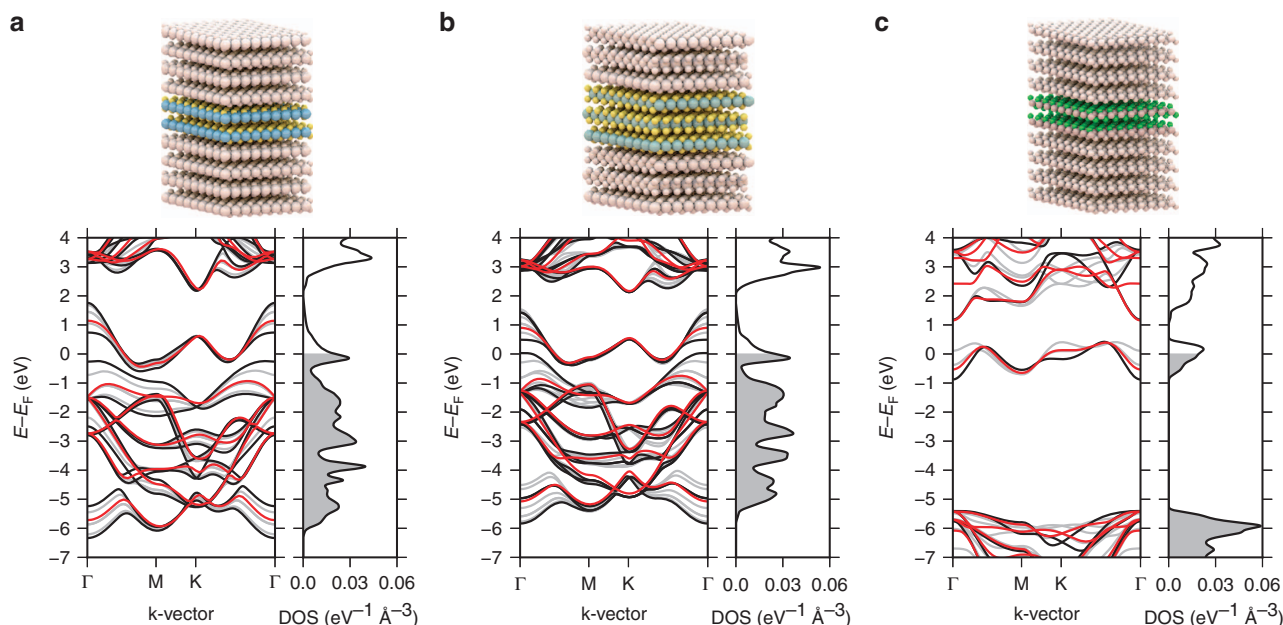 a
b
c
E–E_F (eV)
4
3
2
1
0
–1
–2
–3
–4
–5
–6
–7
Γ M K Γ
k-vector
0.0 0.03 0.06
DOS (eV⁻¹ Å⁻³)
E–E_F (eV)
4
3
2
1
0
–1
–2
–3
–4
–5
–6
–7
Γ M K Γ
k-vector
0.0 0.03 0.06
DOS (eV⁻¹ Å⁻³)
E–E_F (eV)
4
3
2
1
0
–1
–2
–3
–4
–5
–6
–7
Γ M K Γ
k-vector
0.0 0.03 0.06
DOS (eV⁻¹ Å⁻³)